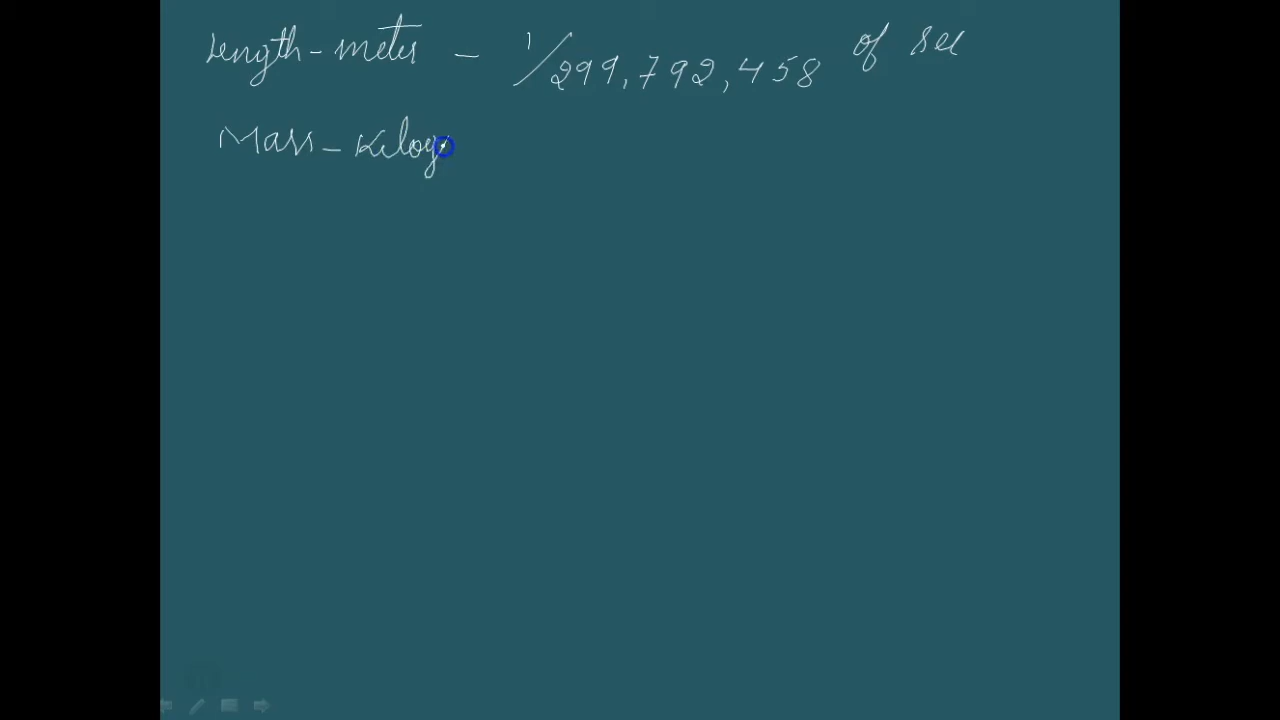 Length - meter - 1/299,792,458 of sec
Mass - Kilog